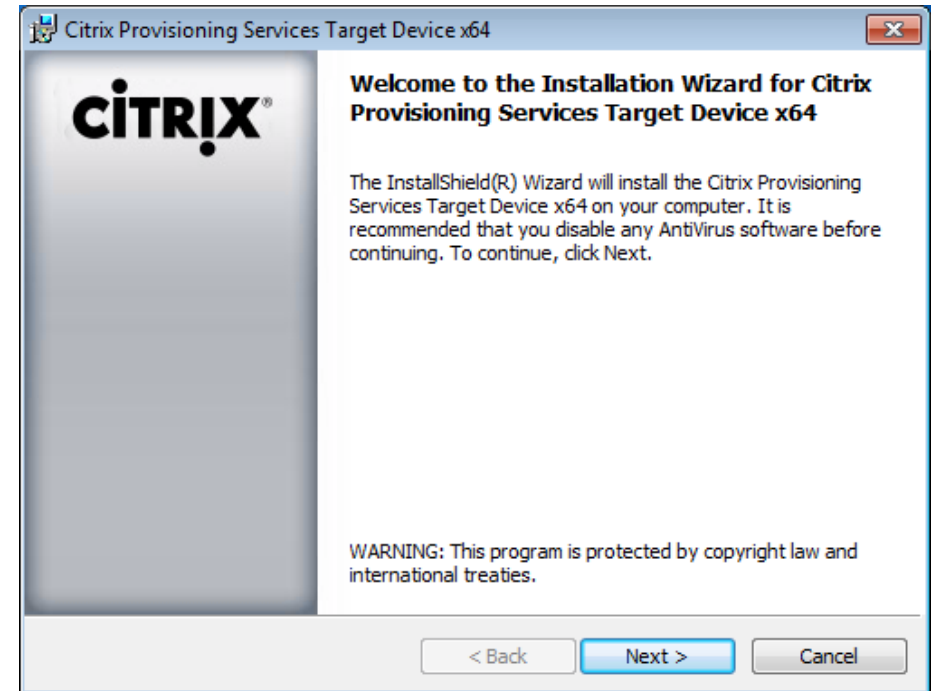 Citrix Provisioning Services Target Device x64
CiTRIX®
Welcome to the Installation Wizard for Citrix
Provisioning Services Target Device x64
The InstallShield(R) Wizard will install the Citrix Provisioning
Services Target Device x64 on your computer. It is
recommended that you disable any AntiVirus software before
continuing. To continue, click Next.
WARNING: This program is protected by copyright law and
international treaties.
< Back
Next >
Cancel